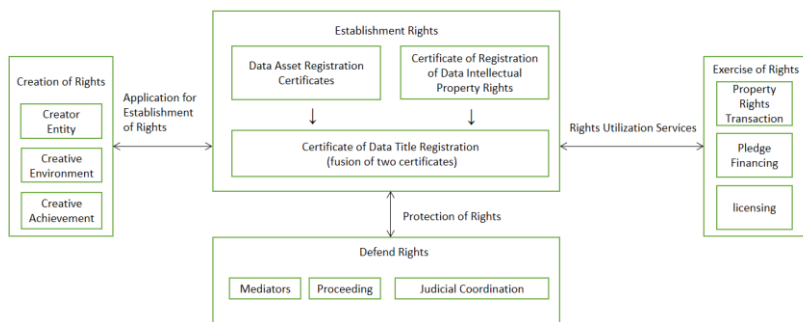 Creation of Rights
Creator
Entity
Creative
Environment
Creative
Achievement
Application for
Establishment
of Rights
Establishment Rights
Data Asset Registration
Certificates
Certificate of Registration
of Data Intellectual
Property Rights
Certificate of Data Title Registration
(fusion of two certificates)
Rights Utilization Services
Exercise of Rights
Property
Rights
Transaction
Pledge
Financing
licensing
Protection of Rights
Defend Rights
Mediators
Proceeding
Judicial Coordination